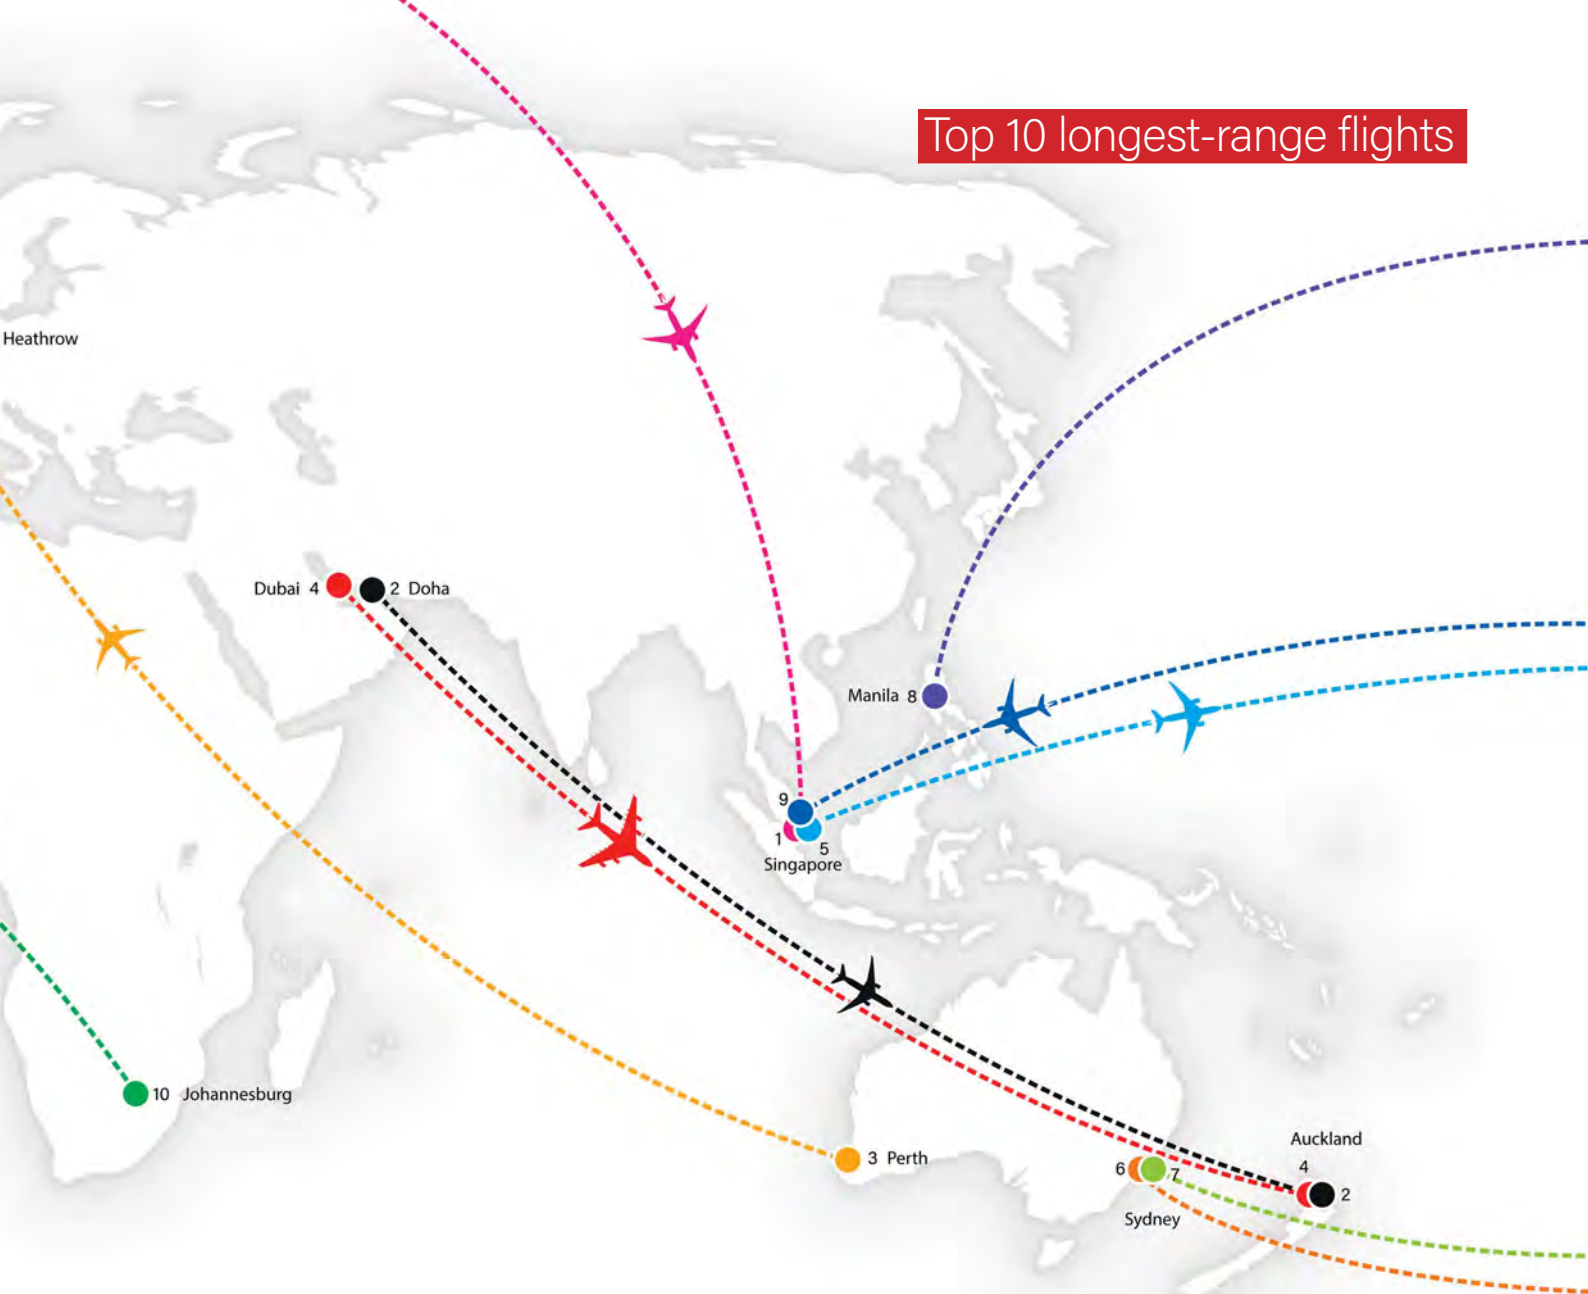 Top 10 longest-range flights
Heathrow
Dubai 4
2 Doha
Manila 8
9
1
5
Singapore
10 Johannesburg
3 Perth
Auckland
4
2
6
7
Sydney